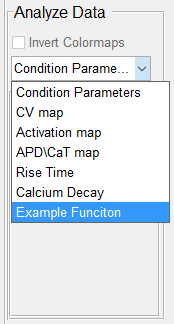 Analyze Data
Invert Colormaps
Condition Parame...
Condition Parameters
CV map
Activation map
APD\CaT map
Rise Time
Calcium Decay
Example Funciton